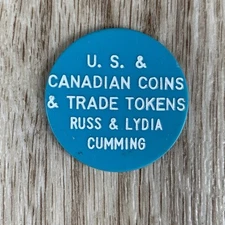 U. S. &
CANADIAN COINS
& TRADE TOKENS
RUSS & LYDIA
CUMMING